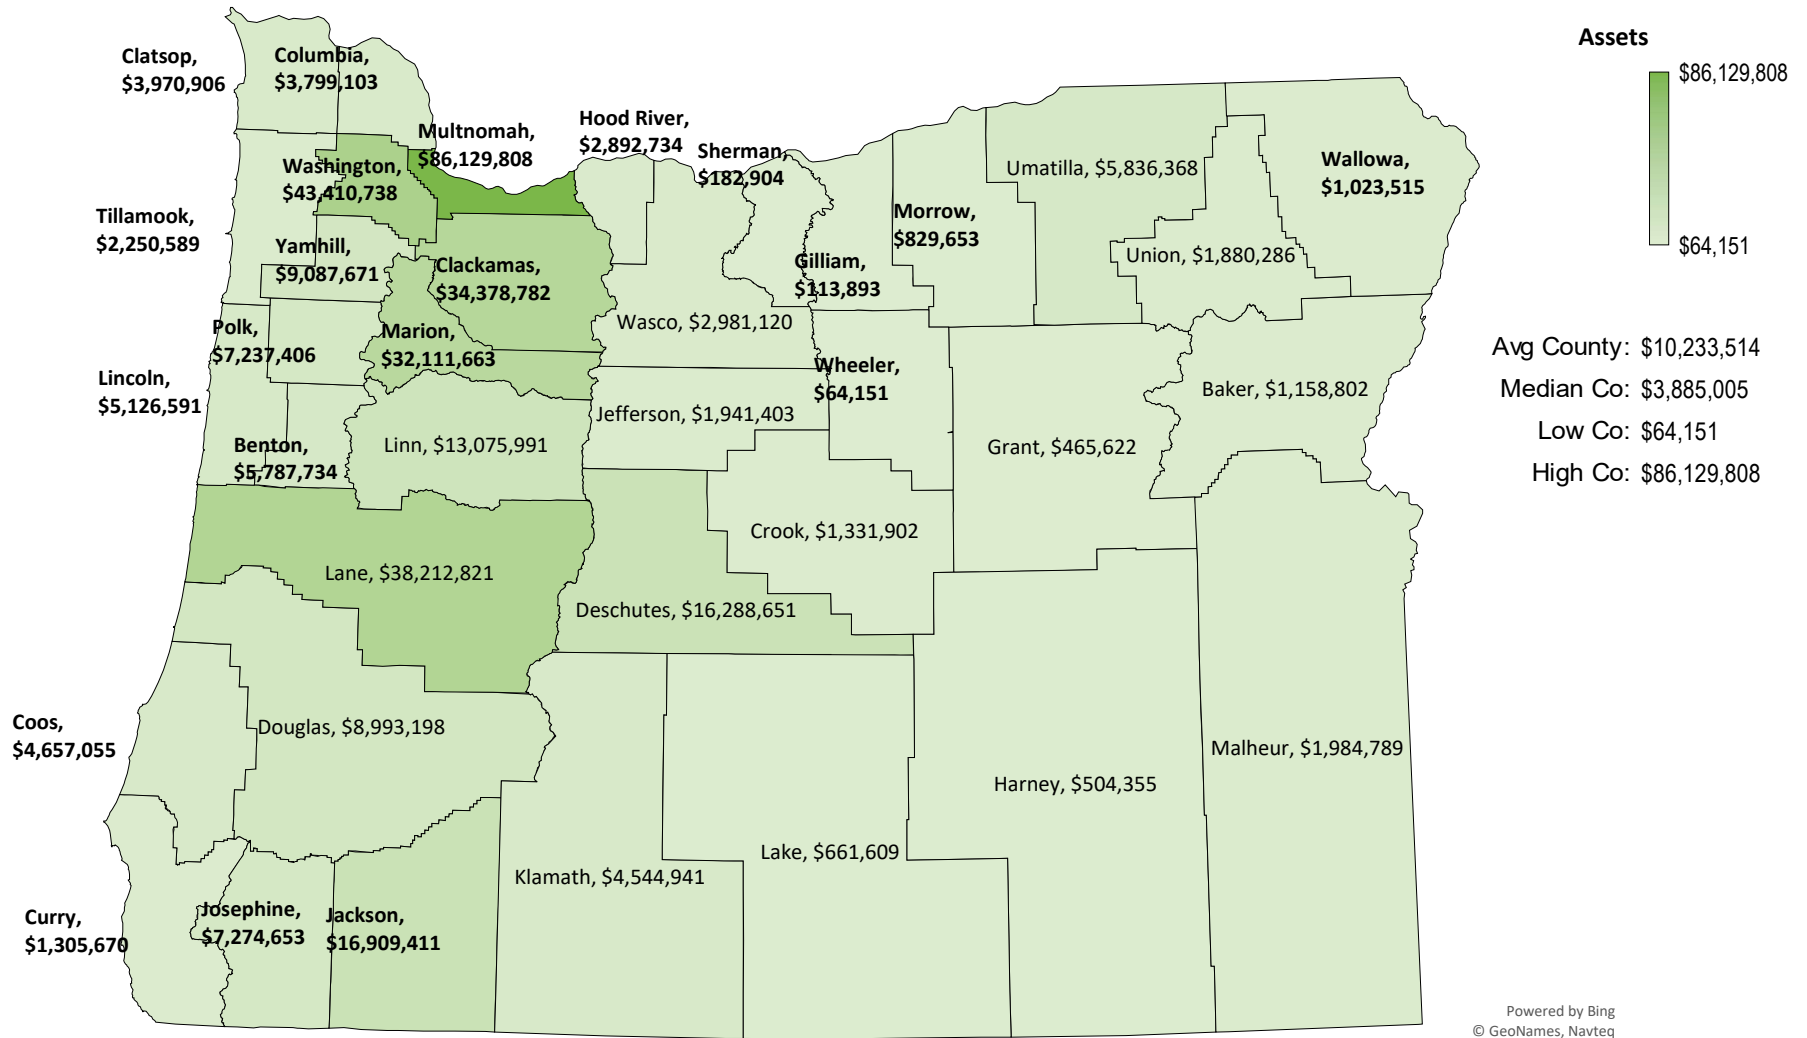 Clatsop,
$3,970,906
Columbia,
$3,799,103
Multnomah,
$86,129,808
Hood River,
$2,892,734
Sherman,
$182,904
Washington,
$43,410,738
Umatilla, $5,836,368
Wallowa,
$1,023,515
Tillamook,
$2,250,589
Yamhill,
$9,087,671
Clackamas,
$34,378,782
Morrow,
$829,653
Gilliam,
$113,893
Union, $1,880,286
Polk,
$7,237,406
Marion,
$32,111,663
Wasco, $2,981,120
Wheeler,
$64,151
Lincoln,
$5,126,591
Jefferson, $1,941,403
Baker, $1,158,802
Benton,
$5,787,734
Linn, $13,075,991
Grant, $465,622
Crook, $1,331,902
Lane, $38,212,821
Deschutes, $16,288,651
Coos,
$4,657,055
Douglas, $8,993,198
Malheur, $1,984,789
Harney, $504,355
Lake, $661,609
Klamath, $4,544,941
Curry,
$1,305,670
Josephine,
$7,274,653
Jackson,
$16,909,411
Assets
$86,129,808
$64,151
Avg County: $10,233,514
Median Co: $3,885,005
Low Co: $64,151
High Co: $86,129,808
Powered by Bing
© GeoNames, Navteq